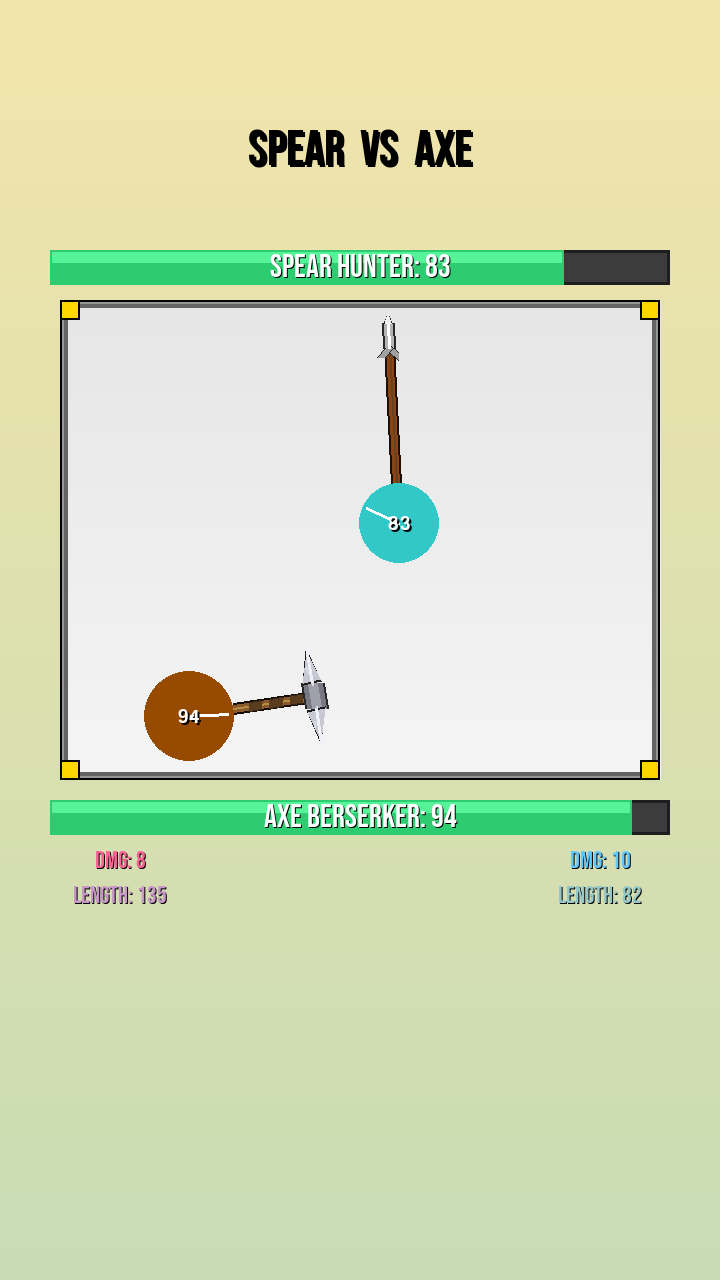 SPEAR VS AXE
SPEAR HUNTER: 83
83
94
AXE BERSERKER: 94
DMG: 8
DMG: 10
LENGTH: 135
LENGTH: 82